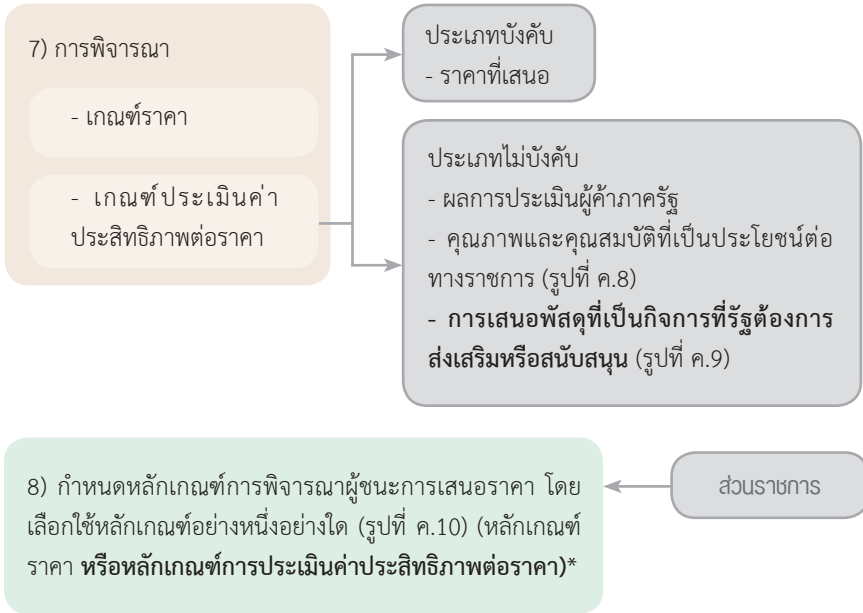 7) การพิจารณา
- เกณฑ์ราคา
- เกณฑ์ประเมินค่า
ประสิทธิภาพต่อราคา
ประเภทบังคับ
- ราคาที่เสนอ
ประเภทไม่บังคับ
- ผลการประเมินผู้ค้าภาครัฐ
- คุณภาพและคุณสมบัติที่เป็นประโยชน์ต่อ
ทางราชการ (รูปที่ ค.8)
- การเสนอพัสดุที่เป็นกิจการที่รัฐต้องการ
ส่งเสริมหรือสนับสนุน (รูปที่ ค.9)
8) กำหนดหลักเกณฑ์การพิจารณาผู้ชนะการเสนอราคา โดย
เลือกใช้หลักเกณฑ์อย่างหนึ่งอย่างใด (รูปที่ ค.10) (หลักเกณฑ์
ราคา หรือหลักเกณฑ์การประเมินค่าประสิทธิภาพต่อราคา)*
ส่วนราชการ